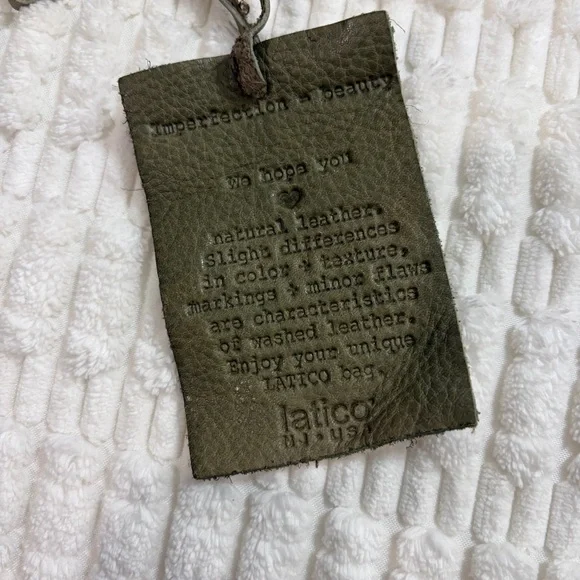 imperfection = beauty
we hope you
♥
natural leather.
Slight differences
in color + texture,
markings + minor flaws
are characteristics
of washed leather.
Enjoy your unique
LATICO bag.
latico
NJ•USA